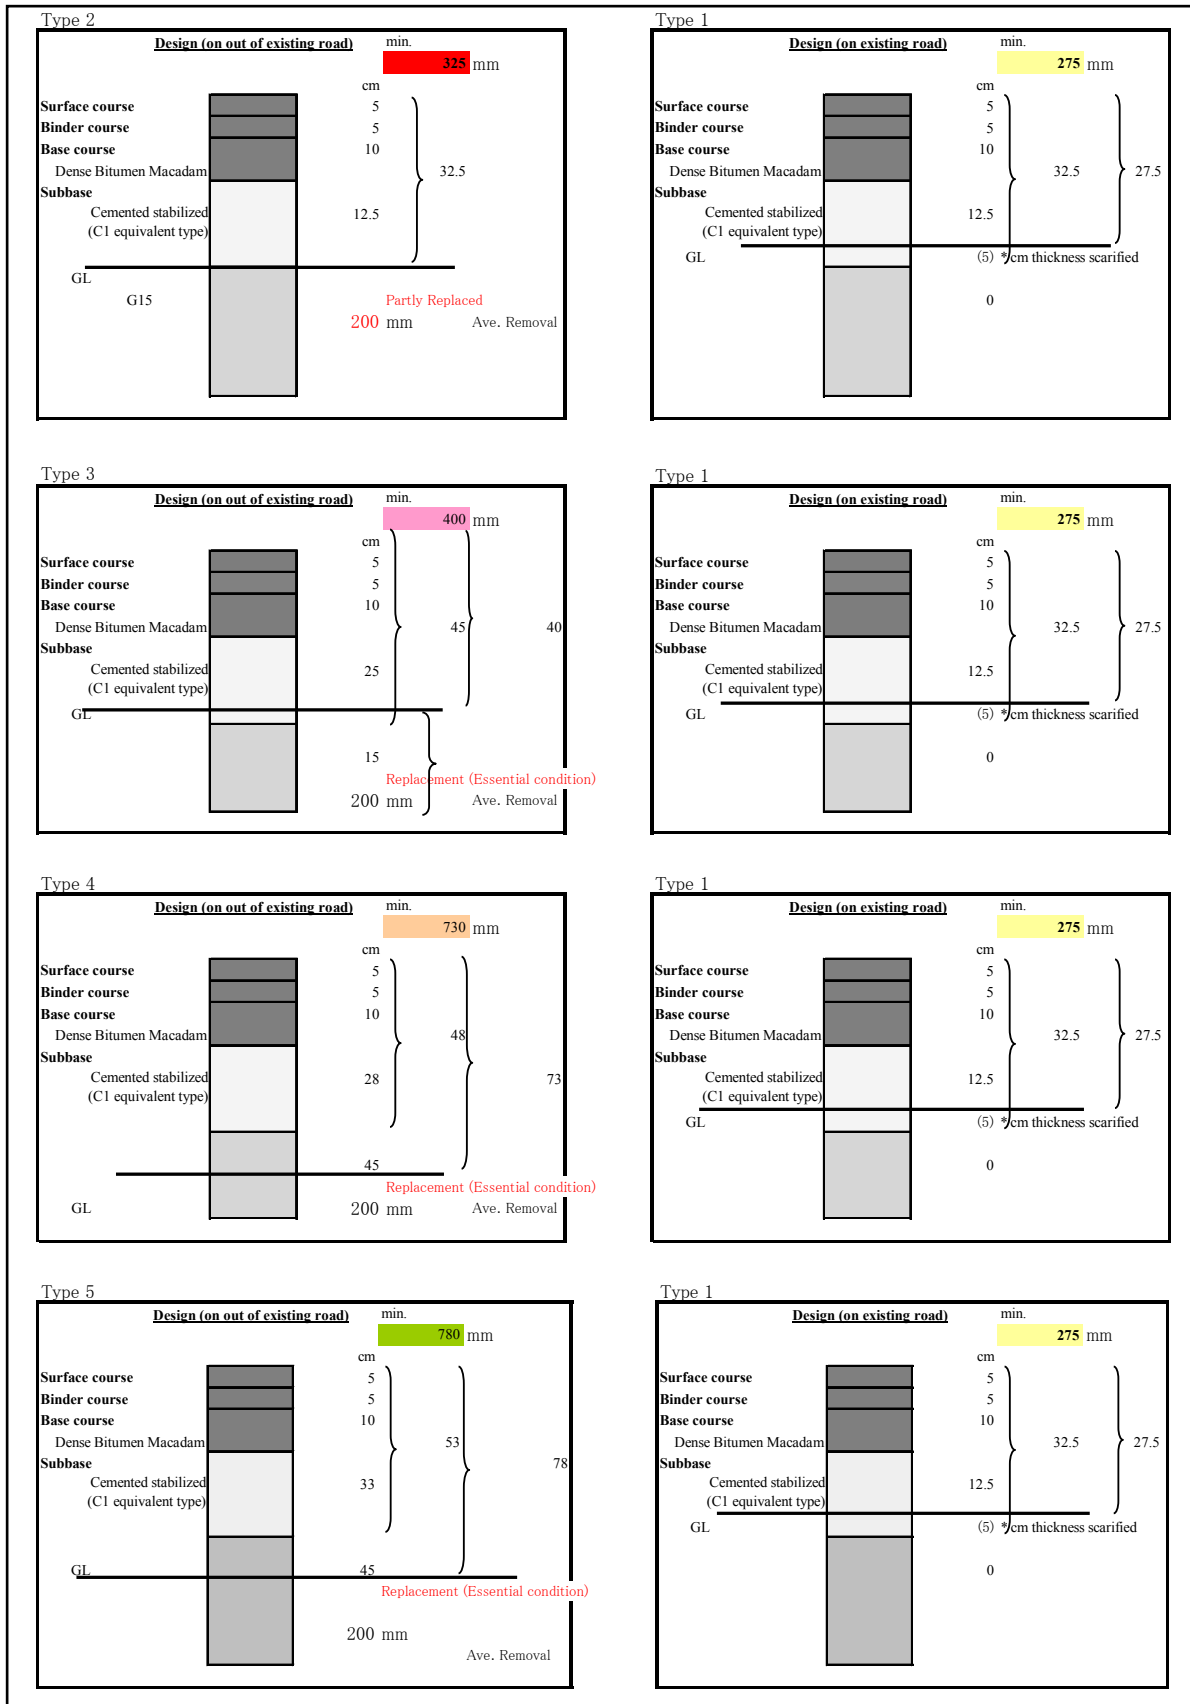 Type 2
Design (on out of existing road) min.
325 mm
cm
Surface course 5
Binder course 5
Base course 10
Dense Bitumen Macadam 32.5
Subbase
Cemented stabilized 12.5
(C1 equivalent type)
GL
G15 Partly Replaced
200 mm Ave. Removal
Type 1
Design (on existing road) min.
275 mm
cm
Surface course 5
Binder course 5
Base course 10
Dense Bitumen Macadam 32.5 27.5
Subbase
Cemented stabilized 12.5
(C1 equivalent type)
GL (5) *cm thickness scarified
0
Type 3
Design (on out of existing road) min.
400 mm
cm
Surface course 5
Binder course 5
Base course 10
Dense Bitumen Macadam 45 40
Subbase
Cemented stabilized 25
(C1 equivalent type)
GL
15
Replacement (Essential condition)
200 mm Ave. Removal
Type 1
Design (on existing road) min.
275 mm
cm
Surface course 5
Binder course 5
Base course 10
Dense Bitumen Macadam 32.5 27.5
Subbase
Cemented stabilized 12.5
(C1 equivalent type)
GL (5) *cm thickness scarified
0
Type 4
Design (on out of existing road) min.
730 mm
cm
Surface course 5
Binder course 5
Base course 10
Dense Bitumen Macadam 48
Subbase
Cemented stabilized 28 73
(C1 equivalent type)
45
Replacement (Essential condition)
GL 200 mm Ave. Removal
Type 1
Design (on existing road) min.
275 mm
cm
Surface course 5
Binder course 5
Base course 10
Dense Bitumen Macadam 32.5 27.5
Subbase
Cemented stabilized 12.5
(C1 equivalent type)
GL (5) *cm thickness scarified
0
Type 5
Design (on out of existing road) min.
780 mm
cm
Surface course 5
Binder course 5
Base course 10
Dense Bitumen Macadam 53
Subbase 78
Cemented stabilized 33
(C1 equivalent type)
GL 45
Replacement (Essential condition)
200 mm
Ave. Removal
Type 1
Design (on existing road) min.
275 mm
cm
Surface course 5
Binder course 5
Base course 10
Dense Bitumen Macadam 32.5 27.5
Subbase
Cemented stabilized 12.5
(C1 equivalent type)
GL (5) *cm thickness scarified
0